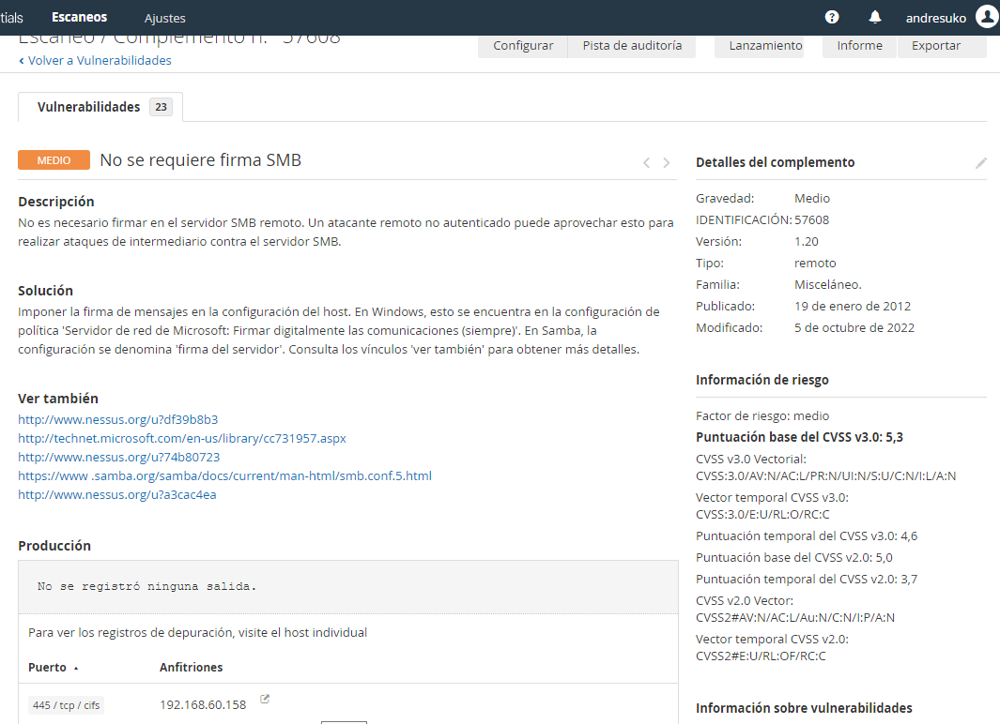 tials Escaneos Ajustes andresuko
Escaneo / Complemento n.° 57608
Configurar Pista de auditoría Lanzamiento Informe Exportar
‹ Volver a Vulnerabilidades
Vulnerabilidades 23
MEDIO No se requiere firma SMB
Descripción
No es necesario firmar en el servidor SMB remoto. Un atacante remoto no autenticado puede aprovechar esto para
realizar ataques de intermediario contra el servidor SMB.
Solución
Imponer la firma de mensajes en la configuración del host. En Windows, esto se encuentra en la configuración de
política 'Servidor de red de Microsoft: Firmar digitalmente las comunicaciones (siempre)'. En Samba, la
configuración se denomina 'firma del servidor'. Consulta los vínculos 'ver también' para obtener más detalles.
Ver también
http://www.nessus.org/u?df39b8b3
http://technet.microsoft.com/en-us/library/cc731957.aspx
http://www.nessus.org/u?74b80723
https://www .samba.org/samba/docs/current/man-html/smb.conf.5.html
http://www.nessus.org/u?a3cac4ea
Producción
No se registró ninguna salida.
Para ver los registros de depuración, visite el host individual
Puerto Anfitriones
445 / tcp / cifs 192.168.60.158
Detalles del complemento
Gravedad: Medio
IDENTIFICACIÓN: 57608
Versión: 1.20
Tipo: remoto
Familia: Misceláneo.
Publicado: 19 de enero de 2012
Modificado: 5 de octubre de 2022
Información de riesgo
Factor de riesgo: medio
Puntuación base del CVSS v3.0: 5,3
CVSS v3.0 Vectorial:
CVSS:3.0/AV:N/AC:L/PR:N/UI:N/S:U/C:N/I:L/A:N
Vector temporal CVSS v3.0:
CVSS:3.0/E:U/RL:O/RC:C
Puntuación temporal del CVSS v3.0: 4,6
Puntuación base del CVSS v2.0: 5,0
Puntuación temporal del CVSS v2.0: 3,7
CVSS v2.0 Vector:
CVSS2#AV:N/AC:L/Au:N/C:N/I:P/A:N
Vector temporal CVSS v2.0:
CVSS2#E:U/RL:OF/RC:C
Información sobre vulnerabilidades